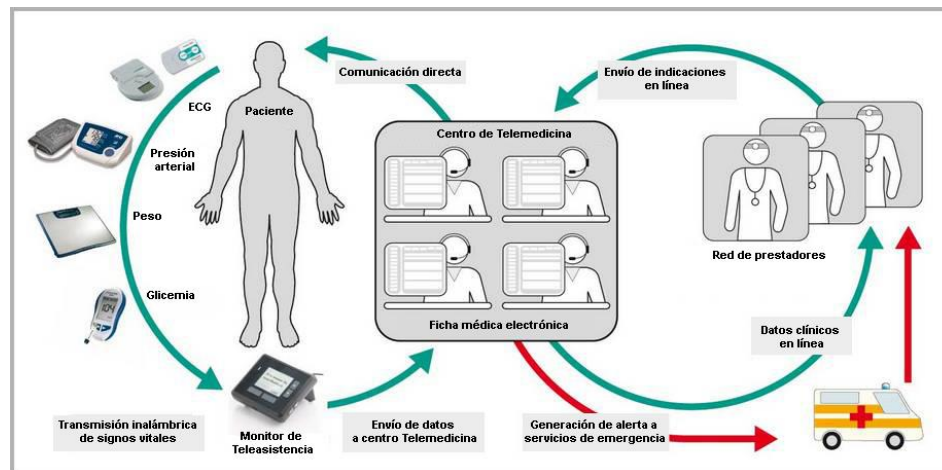 Comunicación directa
Envío de indicaciones
en línea
ECG
Paciente
Centro de Telemedicina
Presión
arterial
Peso
Red de prestadores
Glicemia
104
Ficha médica electrónica
Datos clínicos
en línea
Transmisión inalámbrica
de signos vitales
Monitor de
Teleasistencia
Envío de datos
a centro Telemedicina
Generación de alerta a
servicios de emergencia